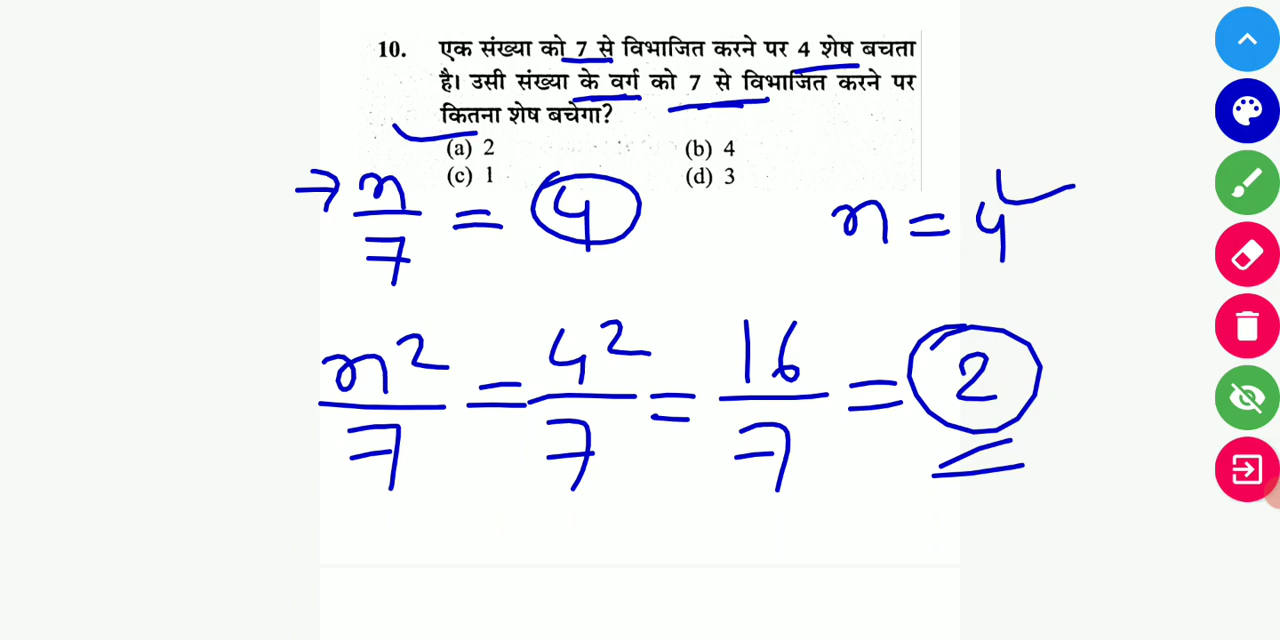 10. एक संख्या को 7 से विभाजित करने पर 4 शेष बचता
है। उसी संख्या के वर्ग को 7 से विभाजित करने पर
कितना शेष बचेगा?
(a) 2 (b) 4
(c) 1 (d) 3
→ n/7 = 4 n = 4
n²/7 = 4²/7 = 16/7 = 2